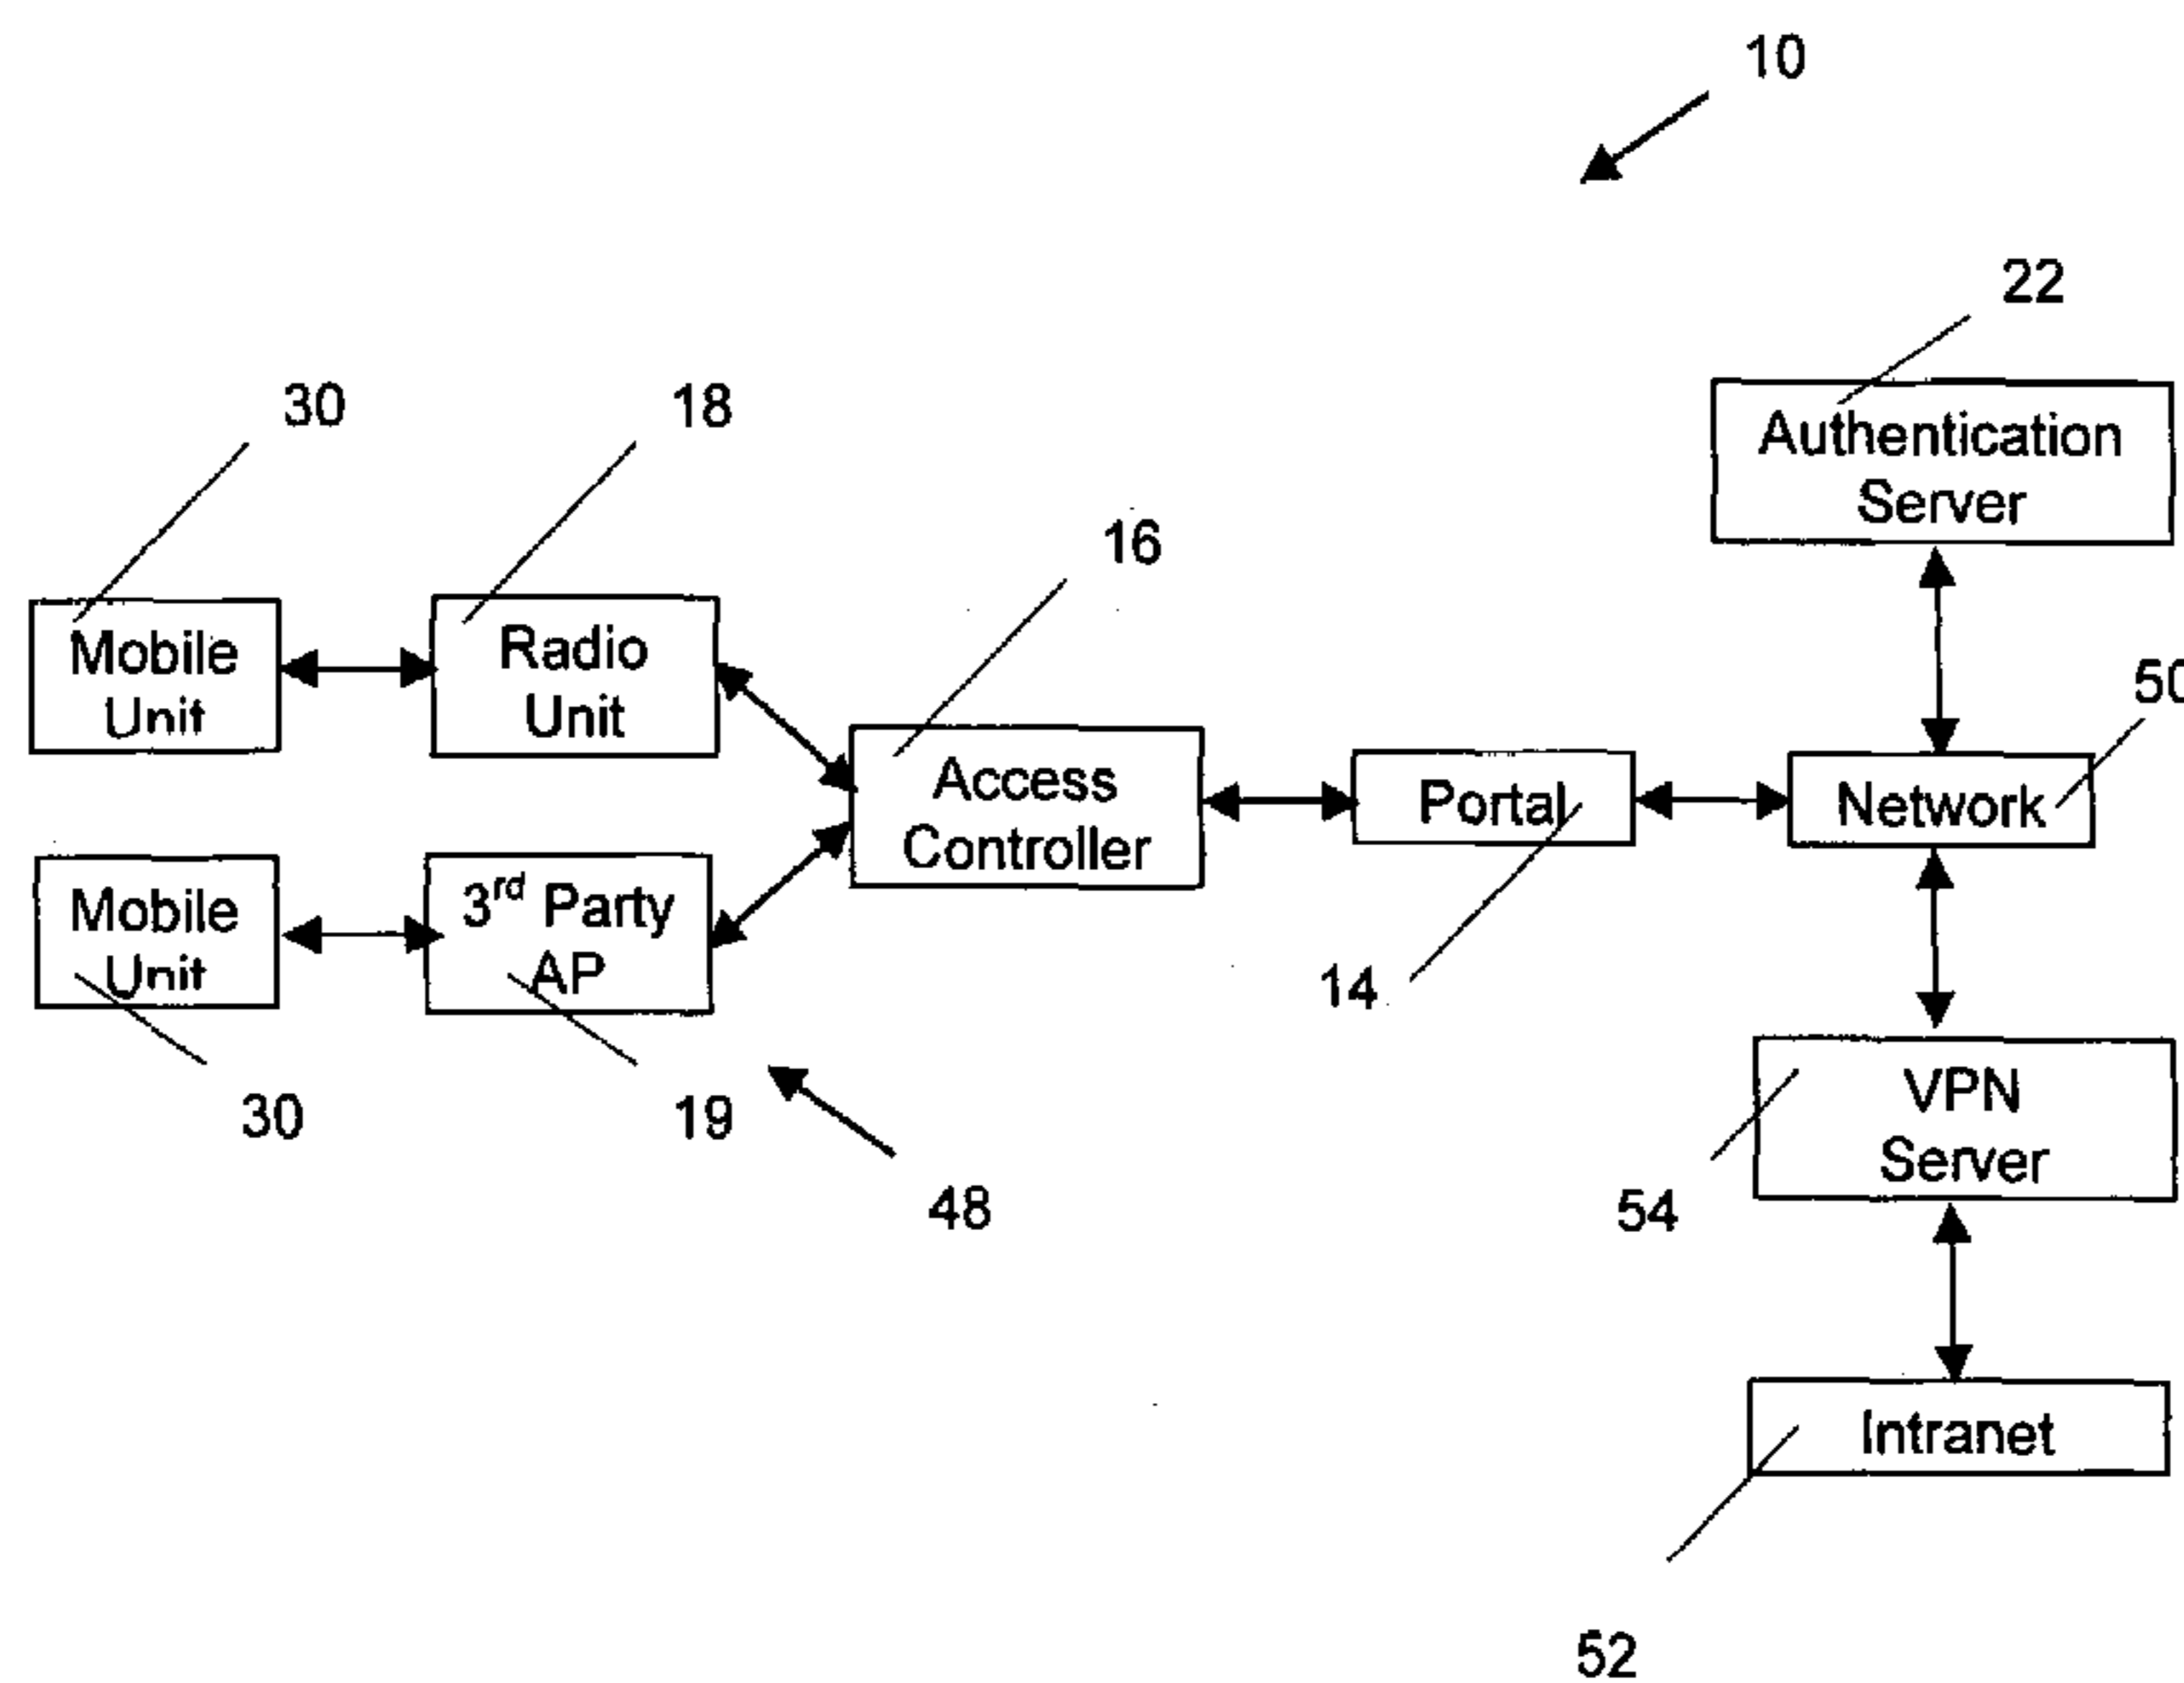 10
22
Authentication
Server
30
18
16
50
Mobile
Unit
Radio
Unit
Access
Controller
Portal
Network
Mobile
Unit
3rd Party
AP
14
30
19
48
VPN
Server
54
Intranet
52